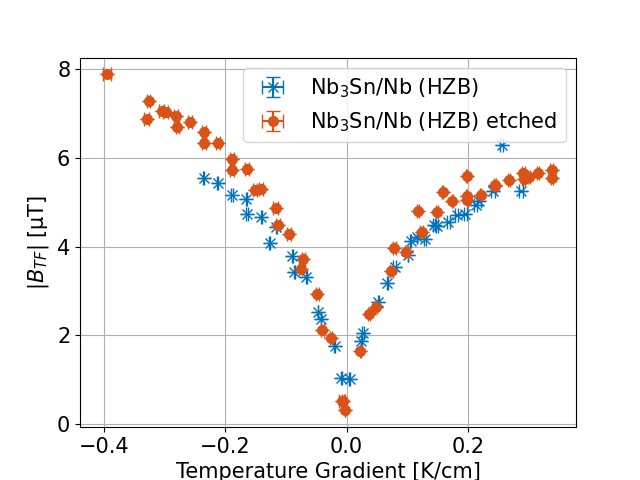 Nb₃Sn/Nb (HZB)
Nb₃Sn/Nb (HZB) etched
|B_TF| [µT]
8
6
4
2
0
−0.4 −0.2 0.0 0.2
Temperature Gradient [K/cm]